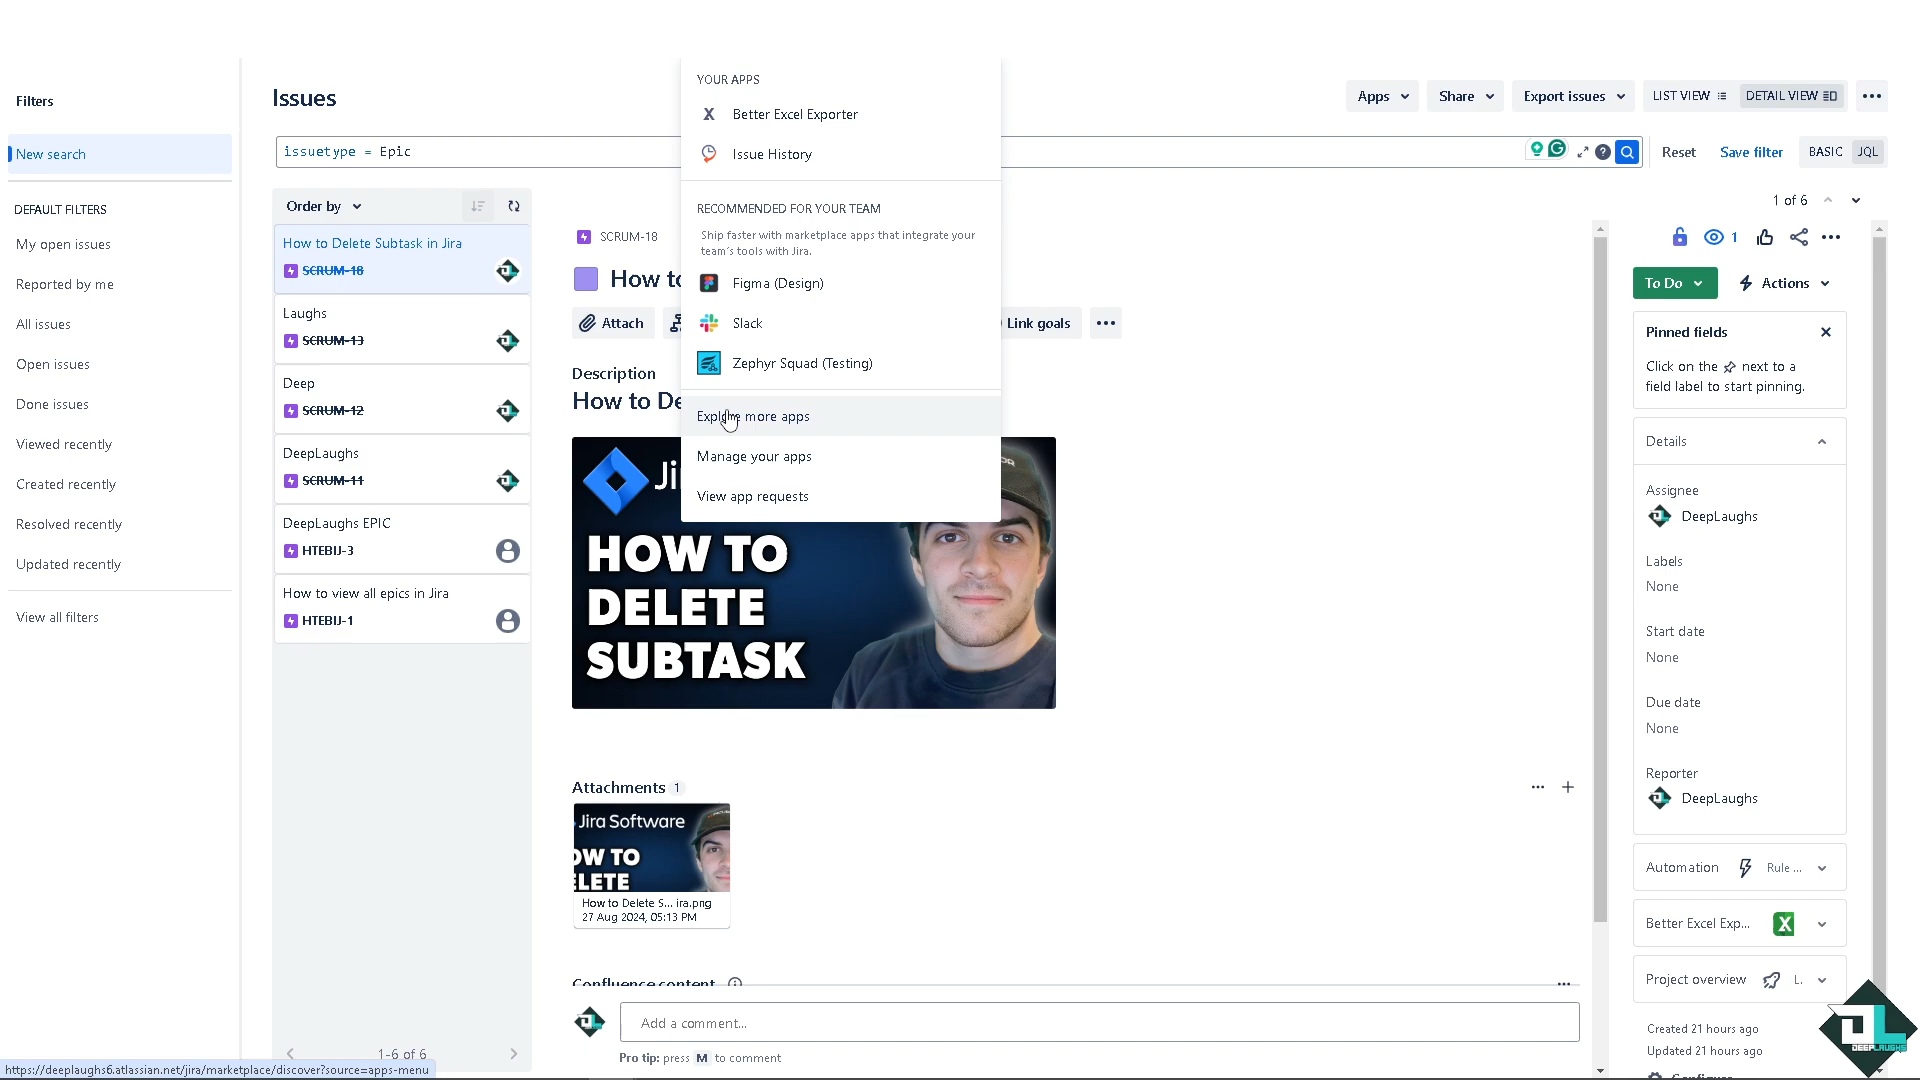 Filters
New search
DEFAULT FILTERS
My open issues
Reported by me
All issues
Open issues
Done issues
Viewed recently
Created recently
Resolved recently
Updated recently
View all filters
Issues
Apps
Share
Export issues
LIST VIEW
DETAIL VIEW
issuetype = Epic
Reset
Save filter
BASIC
JQL
Order by
1 of 6
How to Delete Subtask in Jira
SCRUM-18
Laughs
SCRUM-13
Deep
SCRUM-12
DeepLaughs
SCRUM-11
DeepLaughs EPIC
HTEBIJ-3
How to view all epics in Jira
HTEBIJ-1
1-6 of 6
YOUR APPS
Better Excel Exporter
Issue History
RECOMMENDED FOR YOUR TEAM
Ship faster with marketplace apps that integrate your
team's tools with Jira.
Figma (Design)
Slack
Zephyr Squad (Testing)
Explore more apps
Manage your apps
View app requests
SCRUM-18
How to
Attach
Link goals
Description
How to De
HOW TO
DELETE
SUBTASK
Attachments 1
Jira Software
OW TO
ELETE
How to Delete S... ira.png
27 Aug 2024, 05:13 PM
Confluence content
Add a comment...
Pro tip: press M to comment
1
To Do
Actions
Pinned fields
Click on the next to a
field label to start pinning.
Details
Assignee
DeepLaughs
Labels
None
Start date
None
Due date
None
Reporter
DeepLaughs
Automation
Rule ...
Better Excel Exp...
Project overview
L.
Created 21 hours ago
Updated 21 hours ago
DEEPLAUGHS
https://deeplaughs6.atlassian.net/jira/marketplace/discover?source=apps-menu